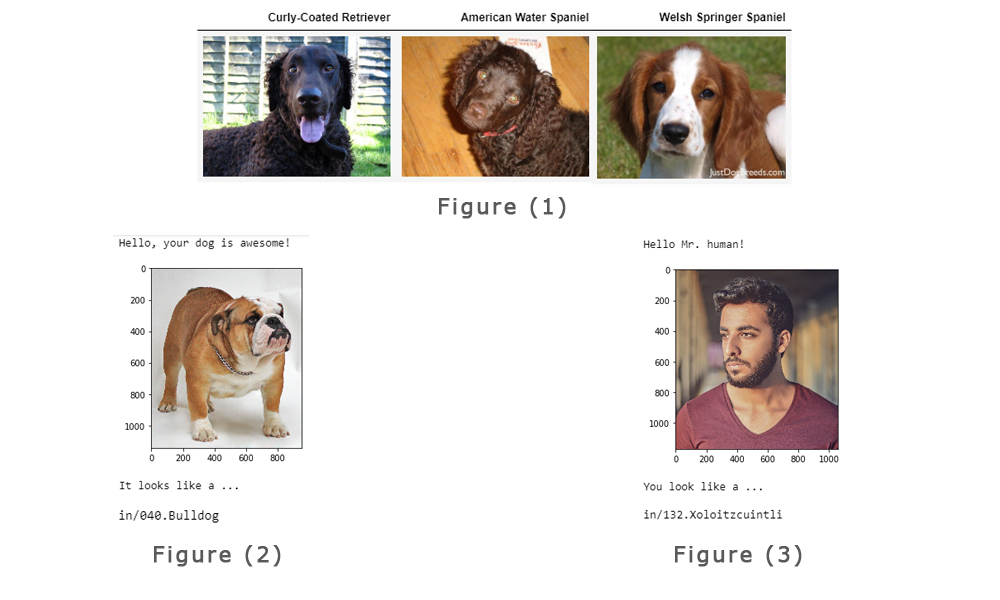 Curly-Coated Retriever American Water Spaniel Welsh Springer Spaniel
JustDogBreeds.com
Figure (1)
Hello, your dog is awesome!
0
200
400
600
800
1000
0 200 400 600 800
It looks like a ...
in/040.Bulldog
Figure (2)
Hello Mr. human!
0
200
400
600
800
1000
0 200 400 600 800 1000
You look like a ...
in/132.Xoloitzcuintli
Figure (3)